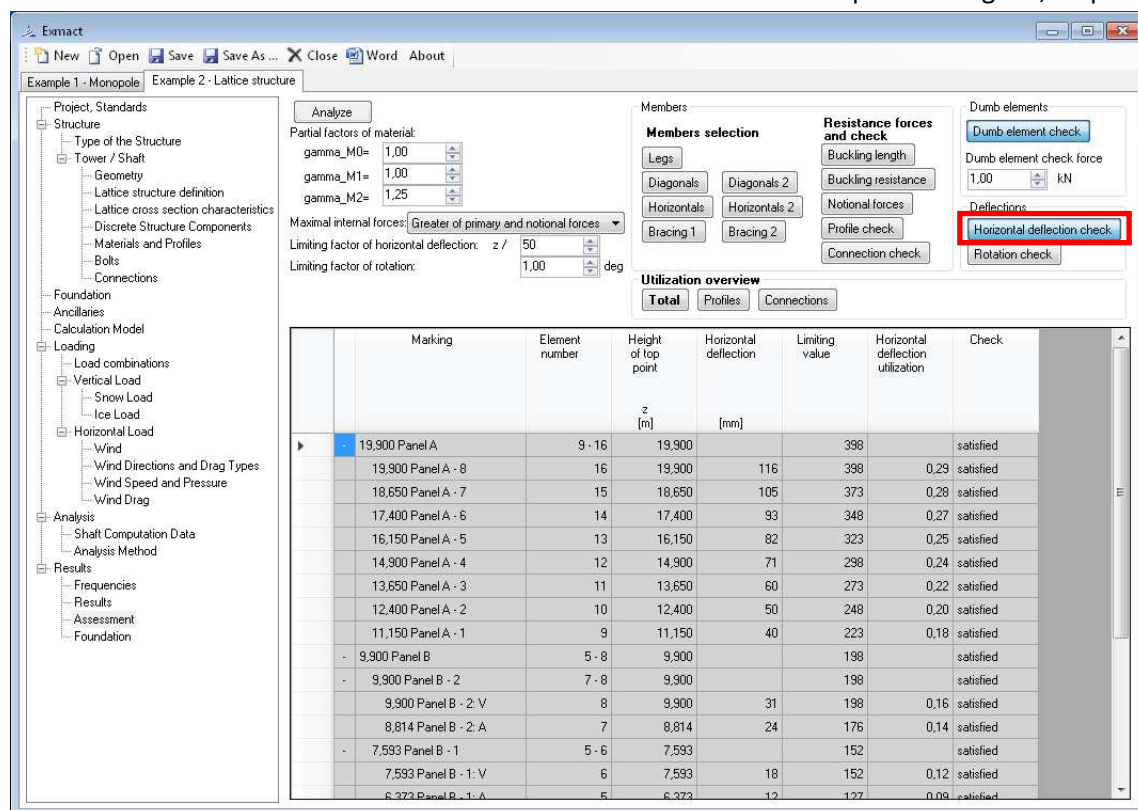 Exmact
New Open Save Save As ... Close Word About
Example 1 - Monopole Example 2 - Lattice structure
Project, Standards
Structure
Type of the Structure
Tower / Shaft
Geometry
Lattice structure definition
Lattice cross section characteristics
Discrete Structure Components
Materials and Profiles
Bolts
Connections
Foundation
Ancillaries
Calculation Model
Loading
Load combinations
Vertical Load
Snow Load
Ice Load
Horizontal Load
Wind
Wind Directions and Drag Types
Wind Speed and Pressure
Wind Drag
Analysis
Shaft Computation Data
Analysis Method
Results
Frequencies
Results
Assessment
Foundation
Analyze
Partial factors of material:
gamma_M0= 1,00
gamma_M1= 1,00
gamma_M2= 1,25
Maximal internal forces: Greater of primary and notional forces
Limiting factor of horizontal deflection: z / 50
Limiting factor of rotation: 1,00 deg
Members
Members selection
Legs
Diagonals Diagonals 2
Horizontals Horizontals 2
Bracing 1 Bracing 2
Resistance forces
and check
Buckling length
Buckling resistance
Notional forces
Profile check
Connection check
Utilization overview
Total Profiles Connections
Dumb elements
Dumb element check
Dumb element check force
1,00 kN
Deflections
Horizontal deflection check
Rotation check
Marking Element number Height of top point z [m] Horizontal deflection [mm] Limiting value Horizontal deflection utilization Check
19,900 Panel A 9 - 16 19,900 398 satisfied
19,900 Panel A - 8 16 19,900 116 398 0,29 satisfied
18,650 Panel A - 7 15 18,650 105 373 0,28 satisfied
17,400 Panel A - 6 14 17,400 93 348 0,27 satisfied
16,150 Panel A - 5 13 16,150 82 323 0,25 satisfied
14,900 Panel A - 4 12 14,900 71 298 0,24 satisfied
13,650 Panel A - 3 11 13,650 60 273 0,22 satisfied
12,400 Panel A - 2 10 12,400 50 248 0,20 satisfied
11,150 Panel A - 1 9 11,150 40 223 0,18 satisfied
9,900 Panel B 5 - 8 9,900 198 satisfied
9,900 Panel B - 2 7 - 8 9,900 198 satisfied
9,900 Panel B - 2: V 8 9,900 31 198 0,16 satisfied
8,814 Panel B - 2: A 7 8,814 24 176 0,14 satisfied
7,593 Panel B - 1 5 - 6 7,593 152 satisfied
7,593 Panel B - 1: V 6 7,593 18 152 0,12 satisfied
6,373 Panel B - 1: A 5 6,373 12 127 0,09 satisfied